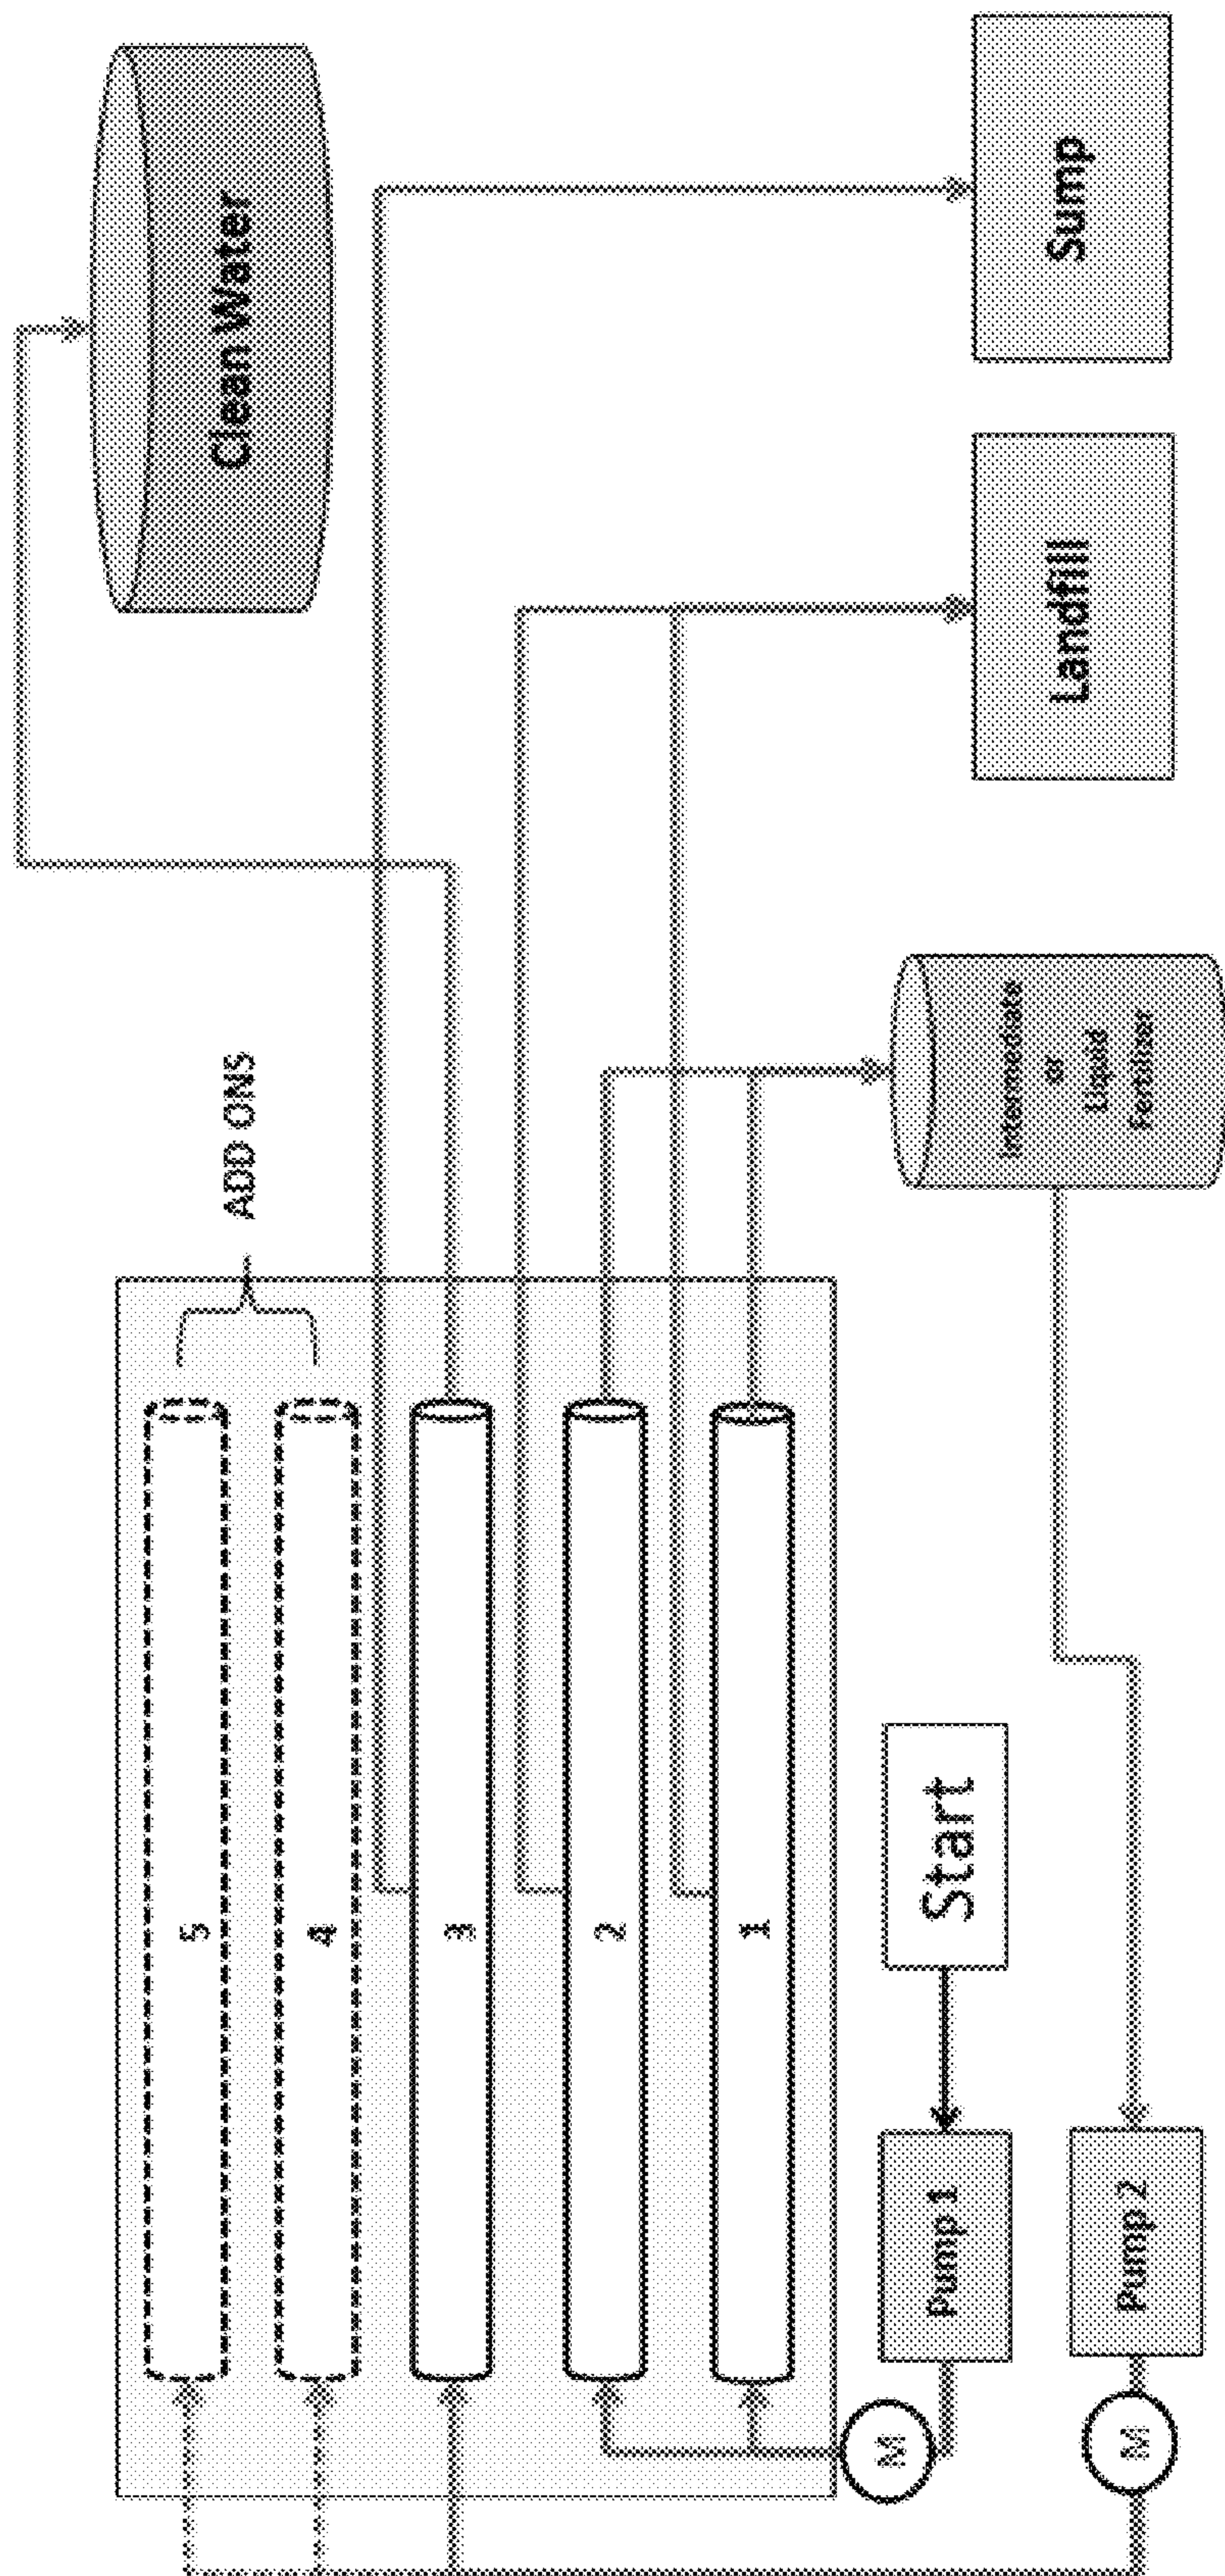 Clean Water
ADD ONS
5
4
3
2
1
Sump
Landfill
Intermediate
or
Liquid
Fertilizer
Start
Pump 1
M
Pump 2
M